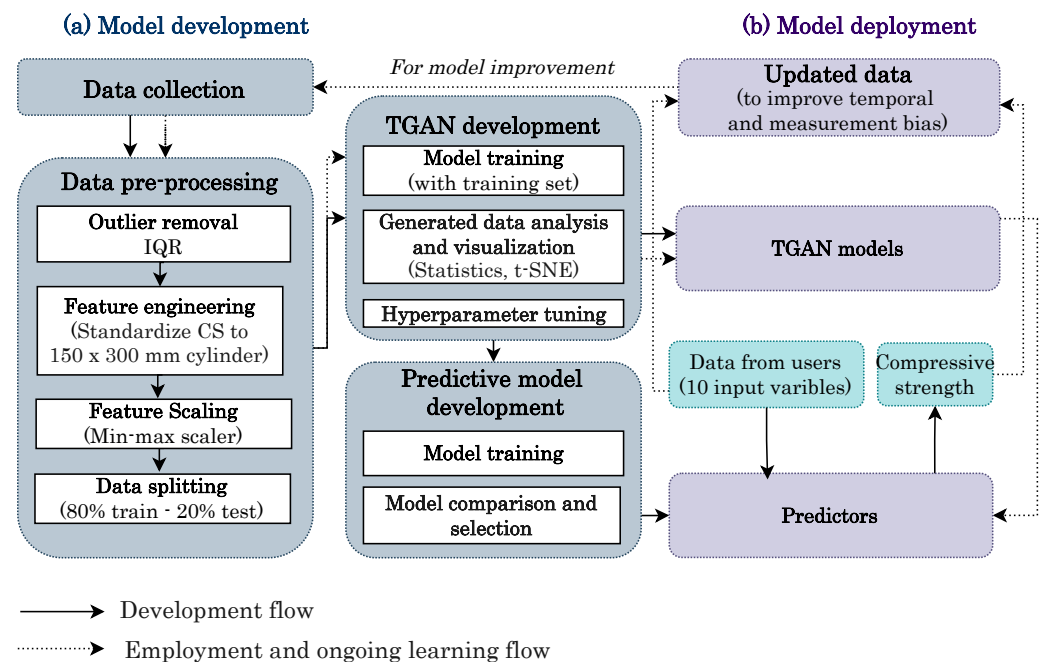 (a) Model development
(b) Model deployment
For model improvement
Data collection
Updated data
(to improve temporal
and measurement bias)
TGAN development
Model training
(with training set)
Generated data analysis
and visualization
(Statistics, t-SNE)
Hyperparameter tuning
Data pre-processing
Outlier removal
IQR
Feature engineering
(Standardize CS to
150 x 300 mm cylinder)
Feature Scaling
(Min-max scaler)
Data splitting
(80% train - 20% test)
TGAN models
Predictive model
development
Model training
Model comparison and
selection
Data from users
(10 input varibles)
Compressive
strength
Predictors
Development flow
Employment and ongoing learning flow